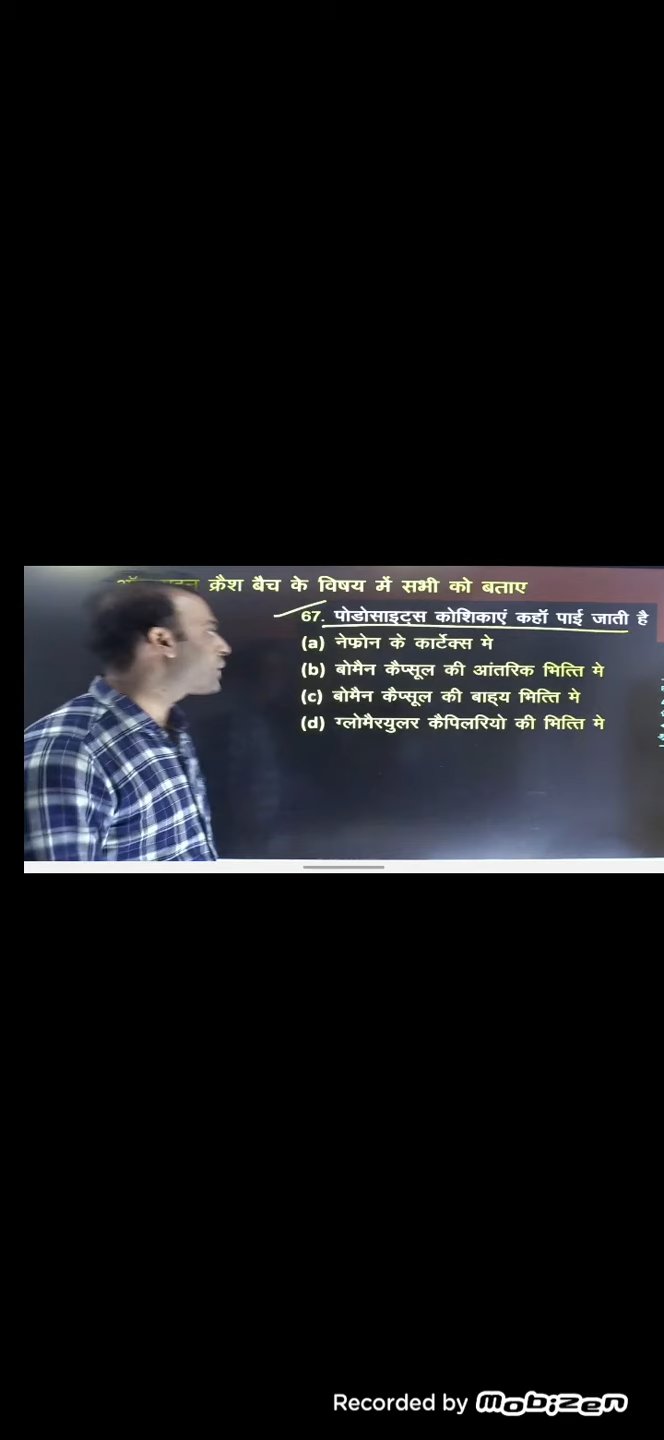 क्रैश बैच के विषय में सभी को बताए
67. पोडोसाइट्स कोशिकाएं कहॉ पाई जाती है
(a) नेफ्रोन के कार्टेक्स मे
(b) बोमैन कैप्सूल की आंतरिक भित्ति मे
(c) बोमैन कैप्सूल की बाह्य भित्ति मे
(d) ग्लोमैरयुलर कैपिलरियो की भित्ति मे
Recorded by mobizen